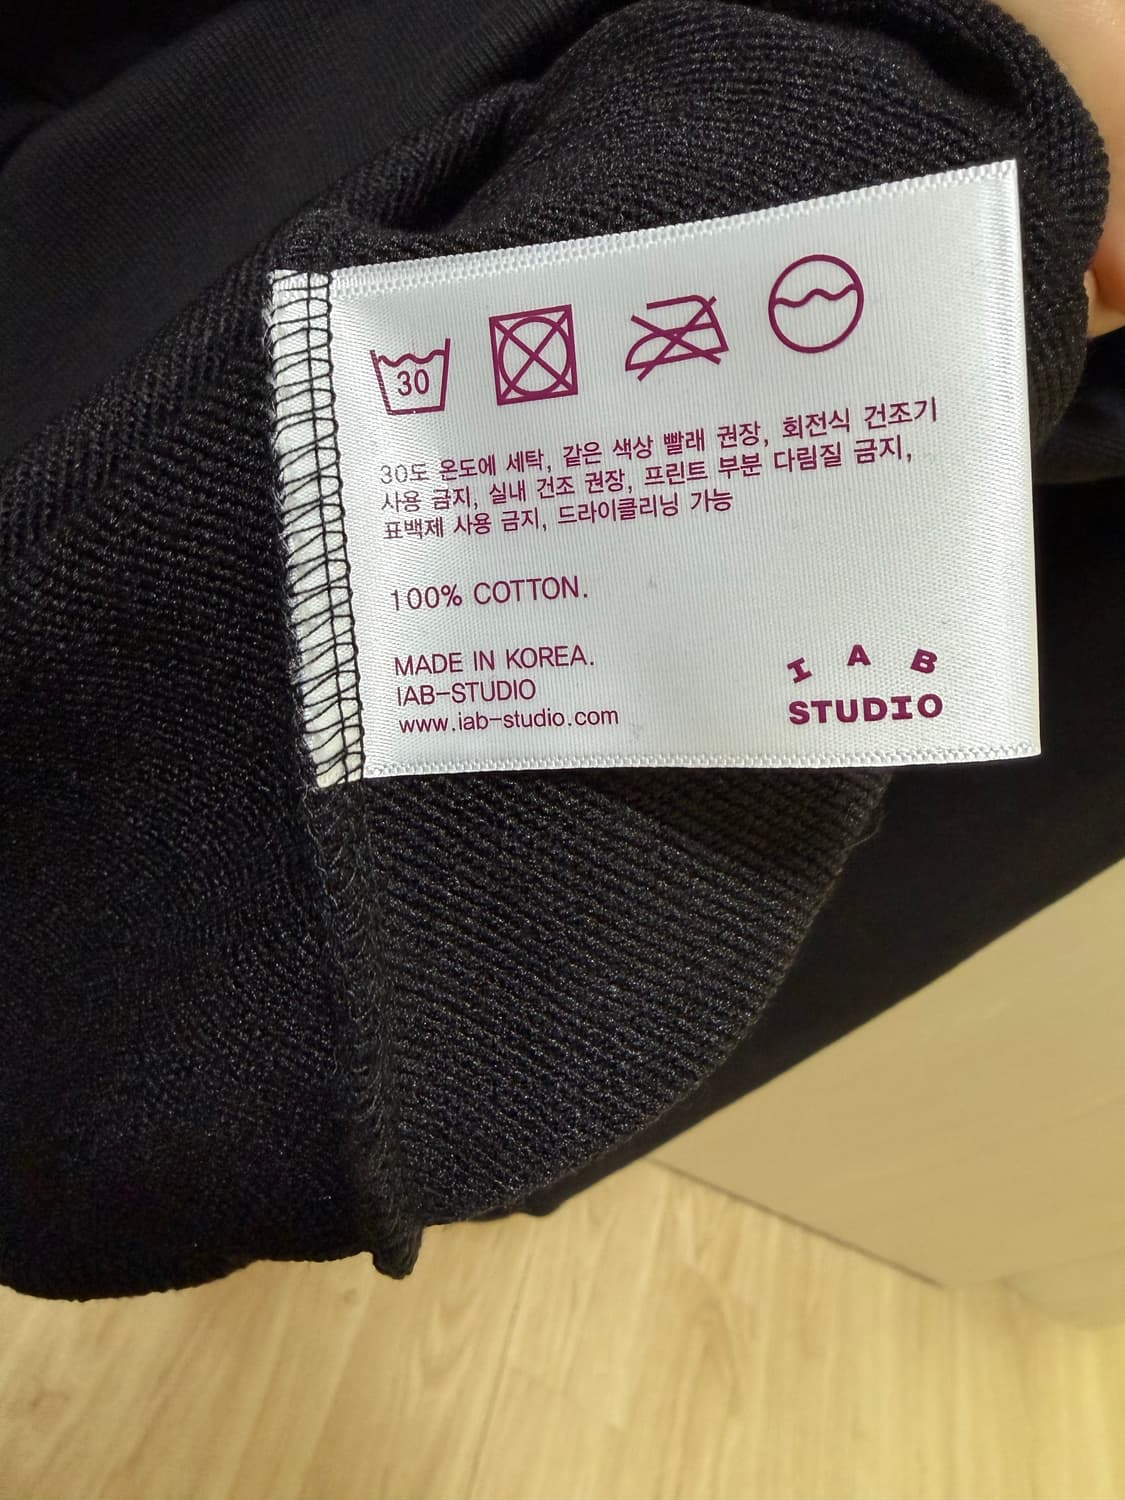 30
30도 온도에 세탁, 같은 색상 빨래 권장, 회전식 건조기
사용 금지, 실내 건조 권장, 프린트 부분 다림질 금지,
표백제 사용 금지, 드라이클리닝 가능
100% COTTON.
MADE IN KOREA.
IAB-STUDIO
www.iab-studio.com
I A B
STUDIO